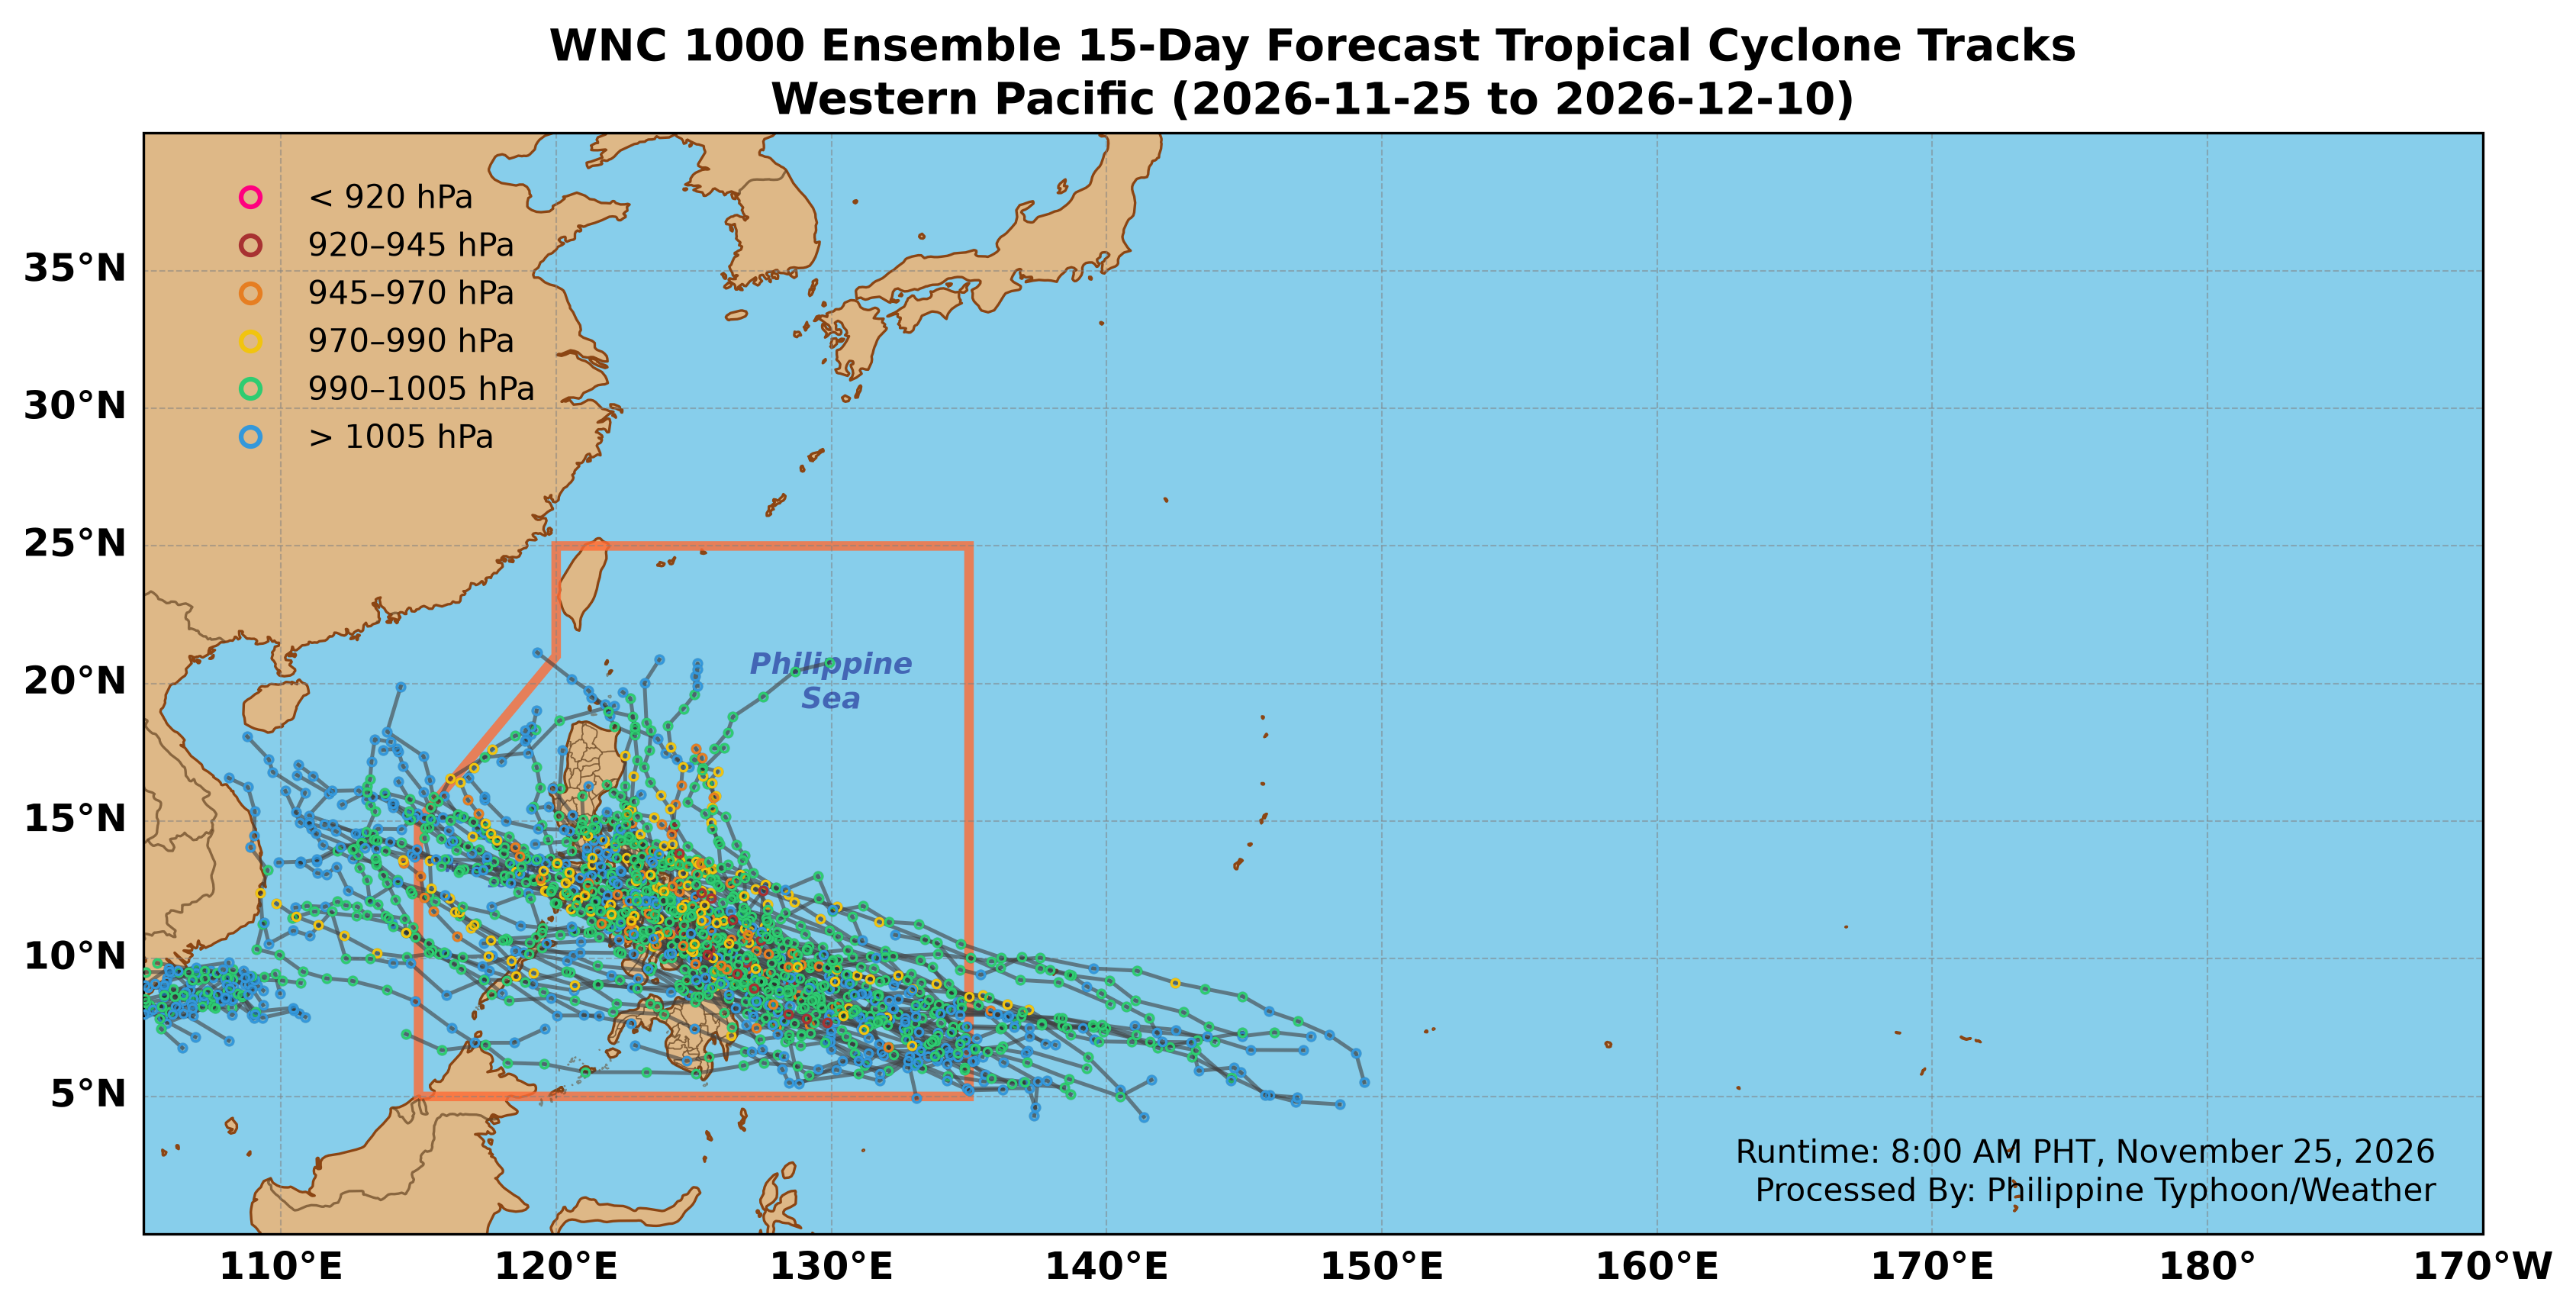 WNC 1000 Ensemble 15-Day Forecast Tropical Cyclone Tracks
Western Pacific (2026-11-25 to 2026-12-10)
< 920 hPa
920–945 hPa
945–970 hPa
970–990 hPa
990–1005 hPa
> 1005 hPa
35°N
30°N
25°N
20°N
15°N
10°N
5°N
Philippine
Sea
Runtime: 8:00 AM PHT, November 25, 2026
Processed By: Philippine Typhoon/Weather
110°E
120°E
130°E
140°E
150°E
160°E
170°E
180°
170°W